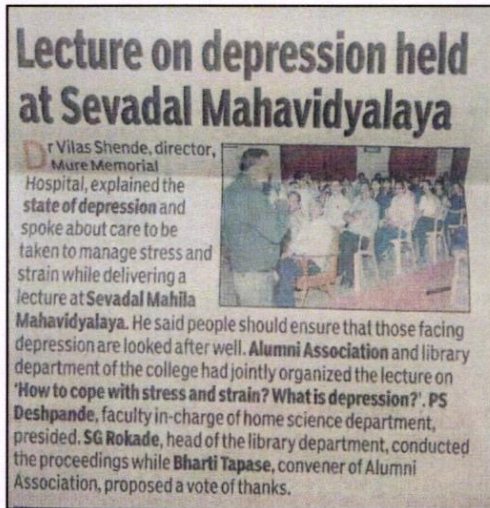 Lecture on depression held
at Sevadal Mahavidyalaya
Dr Vilas Shende, director,
Mure Memorial
Hospital, explained the
state of depression and
spoke about care to be
taken to manage stress and
strain while delivering a
lecture at Sevadal Mahila
Mahavidyalaya. He said people should ensure that those facing
depression are looked after well. Alumni Association and library
department of the college had jointly organized the lecture on
'How to cope with stress and strain? What is depression?'. PS
Deshpande, faculty in-charge of home science department,
presided. SG Rokade, head of the library department, conducted
the proceedings while Bharti Tapase, convener of Alumni
Association, proposed a vote of thanks.